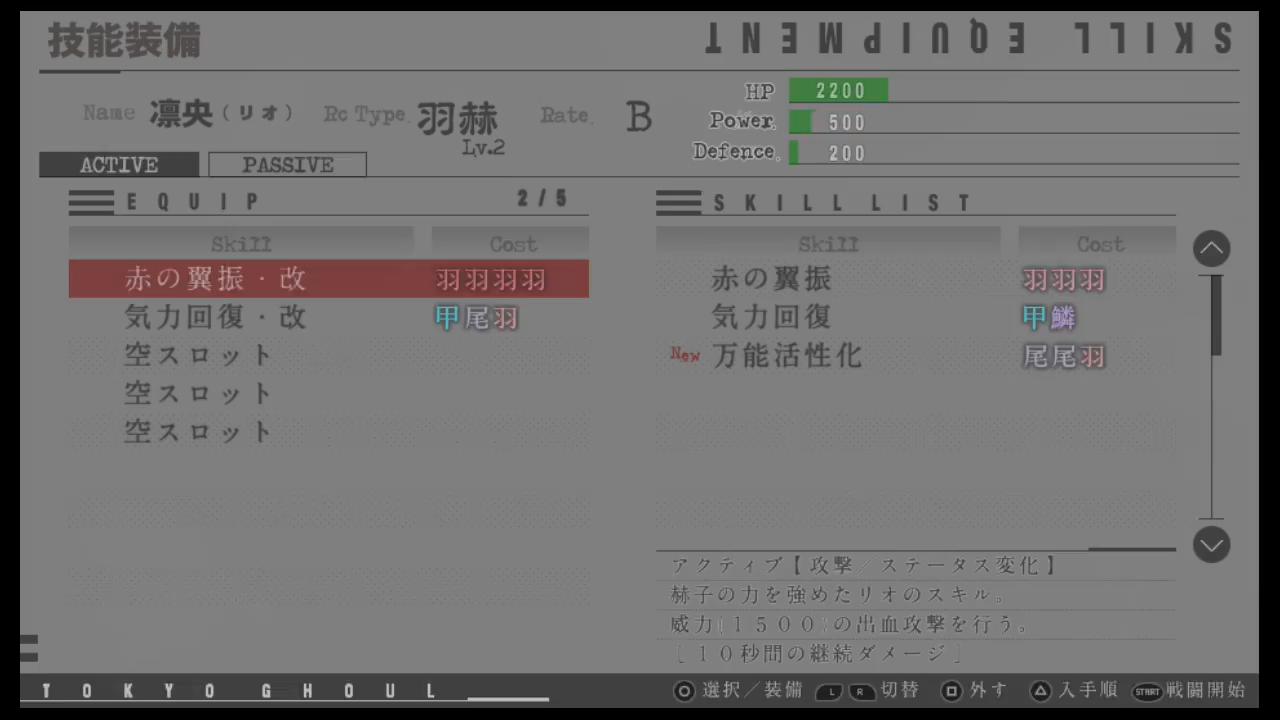 技能装備
SKILL EQUIPMENT
Name 凛央（リオ） Rc Type. 羽赫 Lv.2 Rate. B
HP 2200
Power. 500
Defence. 200
ACTIVE PASSIVE
EQUIP 2/5
Skill Cost
赤の翼振・改 羽羽羽羽
気力回復・改 甲尾羽
空スロット
空スロット
空スロット
SKILL LIST
Skill Cost
赤の翼振 羽羽羽
気力回復 甲鱗
New 万能活性化 尾尾羽
アクティブ【攻撃／ステータス変化】
赫子の力を強めたリオのスキル。
威力[１５００]の出血攻撃を行う。
[１０秒間の継続ダメージ]
TOKYO GHOUL
選択／装備 L R 切替 外す 入手順 START 戦闘開始